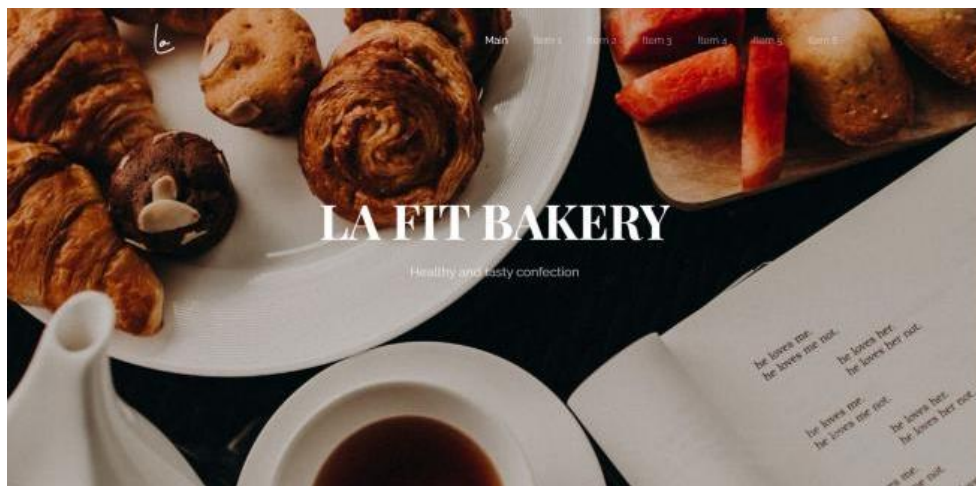 La
Main Item 1 Item 2 Item 3 Item 4 Item 5 Item 6
LA FIT BAKERY
Healthy and tasty confection
he loves me.
he loves me not.
he loves her.
he loves her not.
he loves me.
he loves me not.
he loves her.
he loves her not.
me.